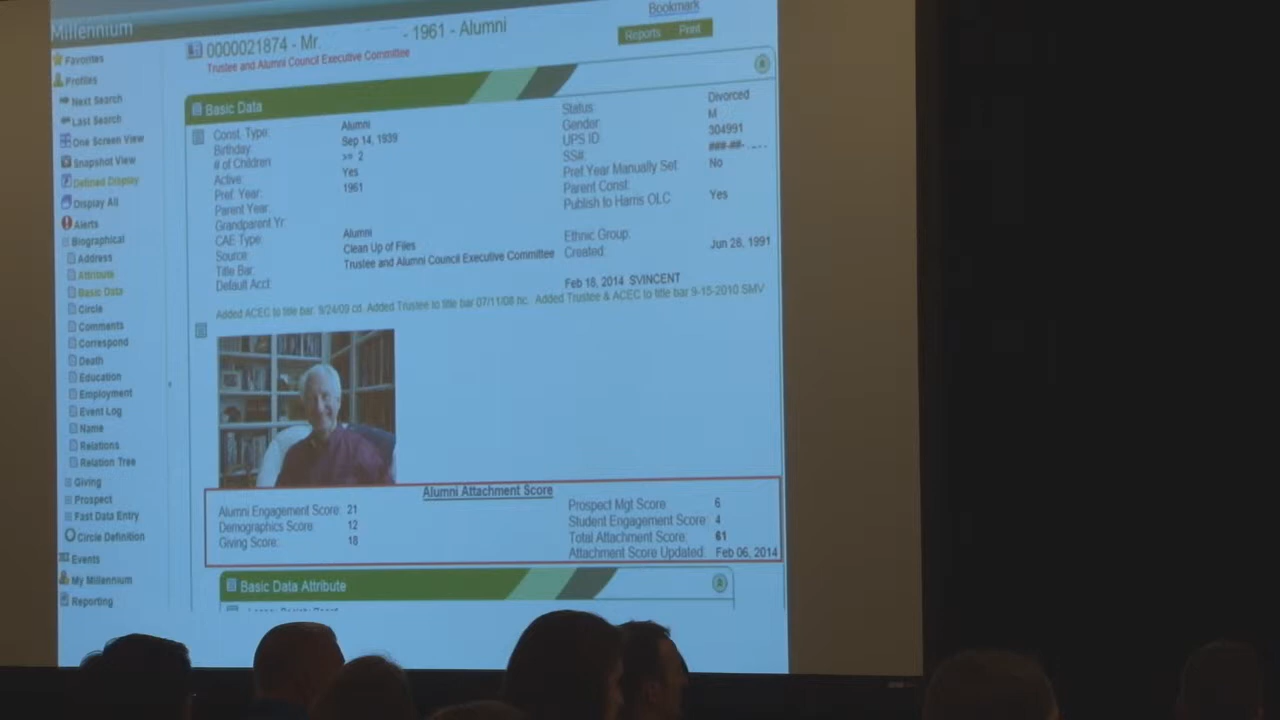 Millennium
Bookmark
Reports Print
0000021874 - Mr. - 1961 - Alumni
Trustee and Alumni Council Executive Committee
Favorites
Profiles
Next Search
Last Search
One Screen View
Snapshot View
Defined Display
Display All
Alerts
Biographical
Address
Attribute
Basic Data
Circle
Comments
Correspond
Death
Education
Employment
Event Log
Name
Relations
Relation Tree
Giving
Prospect
Fast Data Entry
Circle Definition
Events
My Millennium
Reporting
Basic Data
Const. Type: Alumni
Birthday Sep 14, 1939
# of Children >= 2
Active: Yes
Pref. Year: 1961
Parent Year:
Grandparent Yr
CAE Type: Alumni
Source: Clean Up of Files
Title Bar: Trustee and Alumni Council Executive Committee
Default Acct:
Status: Divorced
Gender M
UPS ID: 304991
SS#: ###-##-
Pref Year Manually Set No
Parent Const:
Publish to Harris OLC Yes
Ethnic Group:
Created: Jun 28, 1991
Feb 18, 2014 SVINCENT
Added ACEC to title bar. 9/24/09 cd. Added Trustee to title bar 07/11/08 hc. Added Trustee & ACEC to title bar 9-15-2010 SMV
Alumni Attachment Score
Alumni Engagement Score: 21
Demographics Score: 12
Giving Score: 18
Prospect Mgt Score 6
Student Engagement Score: 4
Total Attachment Score: 61
Attachment Score Updated: Feb 06, 2014
Basic Data Attribute